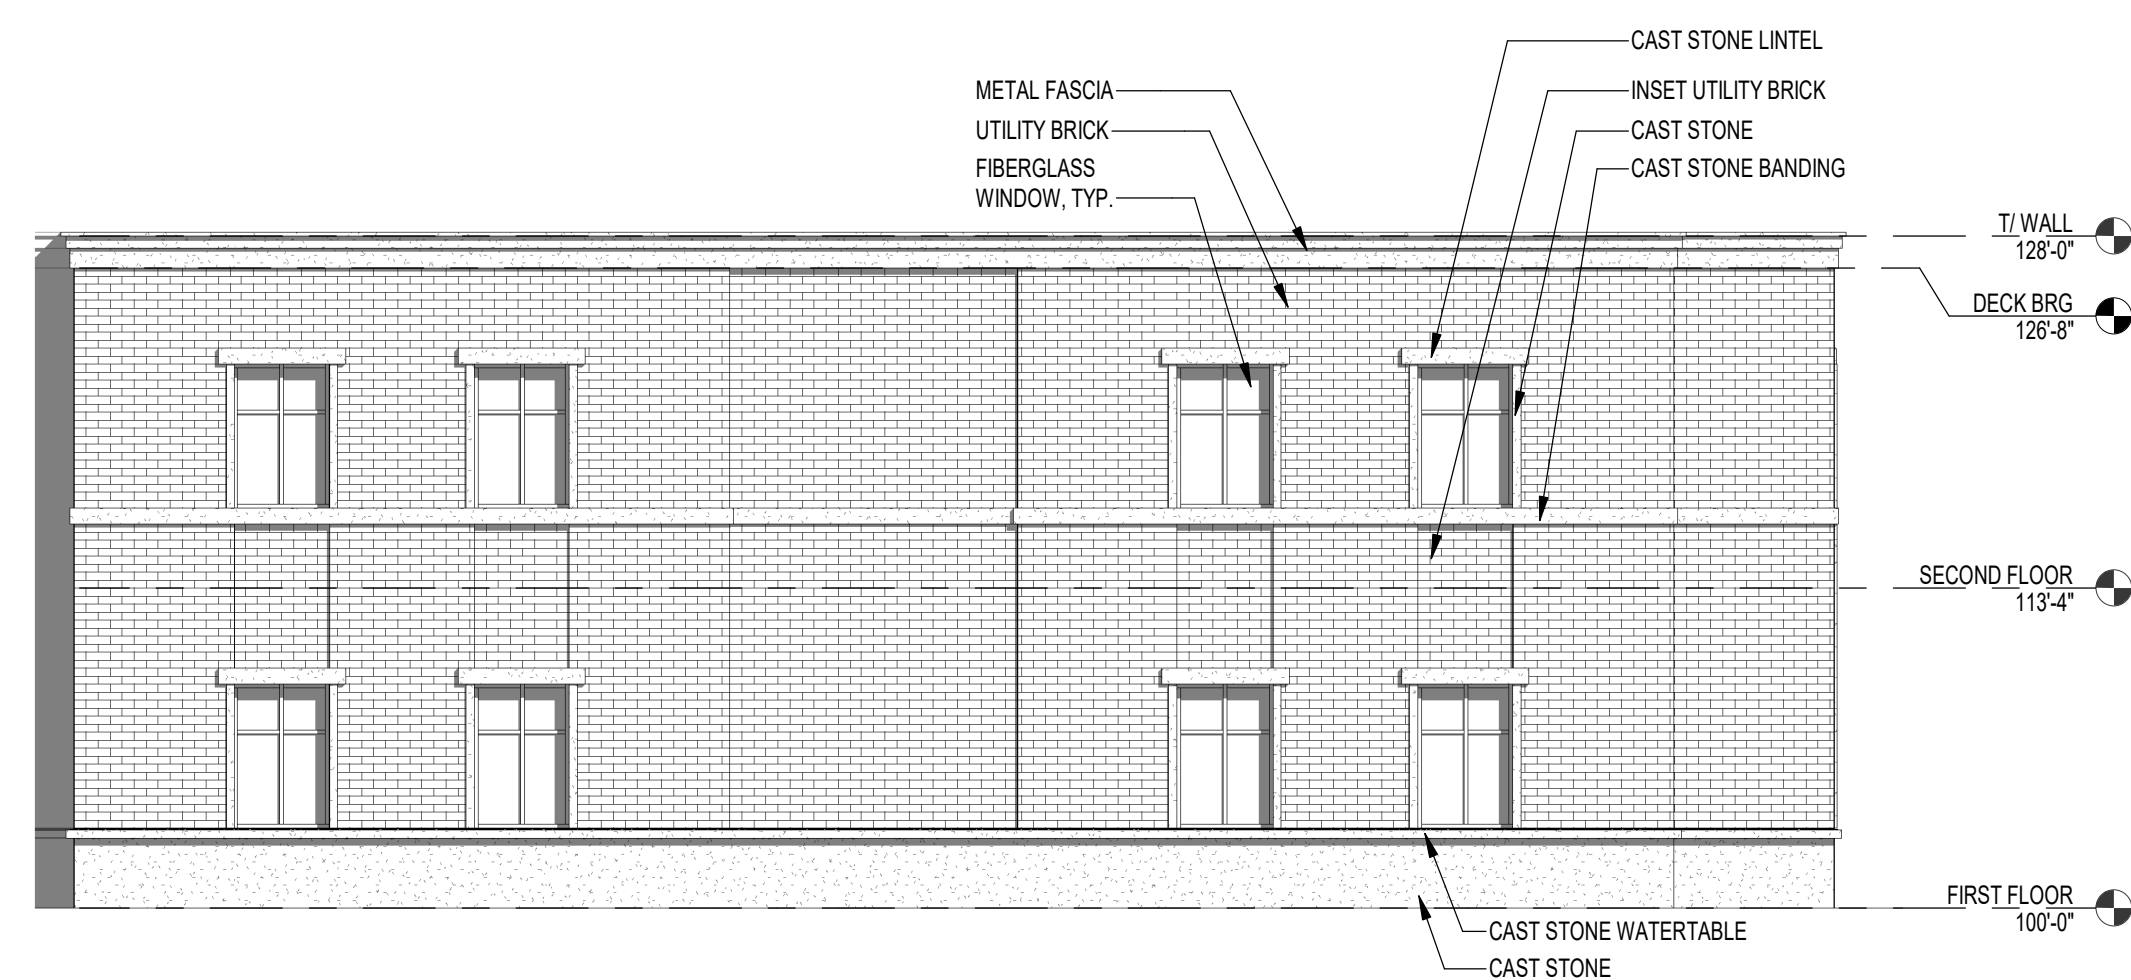 CAST STONE LINTEL
METAL FASCIA
INSET UTILITY BRICK
UTILITY BRICK
CAST STONE
FIBERGLASS
WINDOW, TYP.
CAST STONE BANDING
T/ WALL
128'-0"
DECK BRG
126'-8"
SECOND FLOOR
113'-4"
FIRST FLOOR
100'-0"
CAST STONE WATERTABLE
CAST STONE